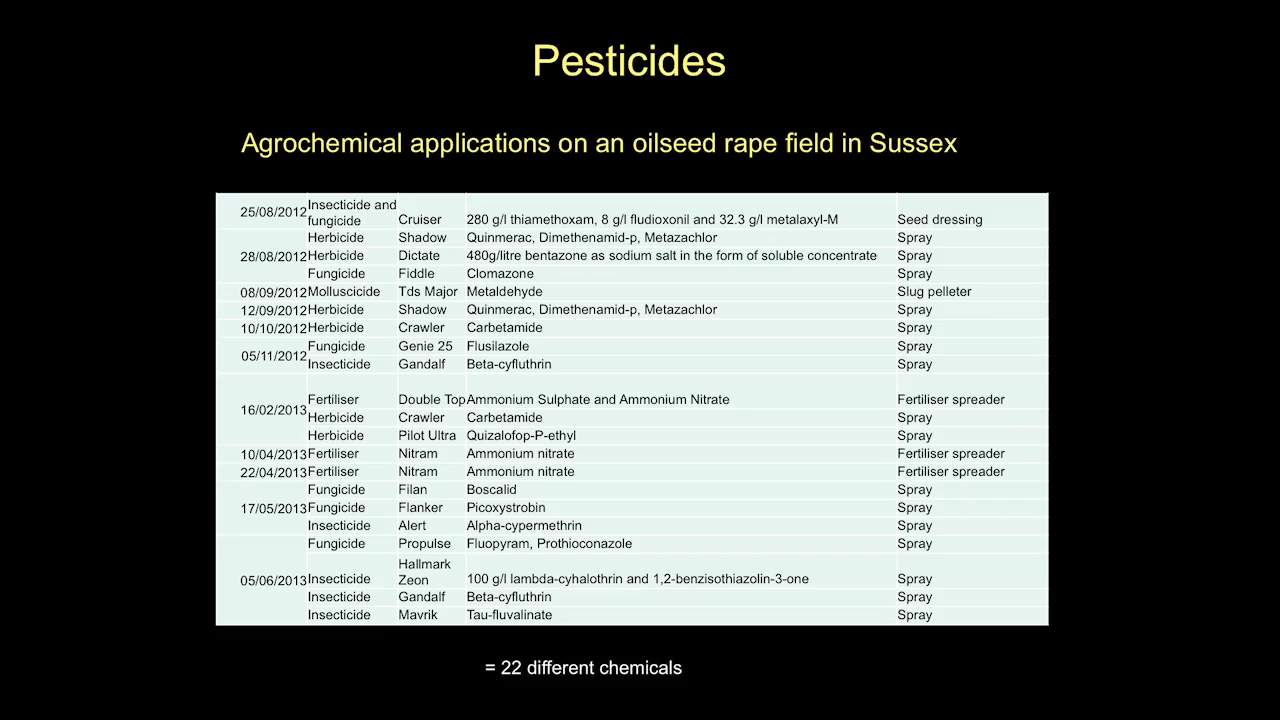 Pesticides
Agrochemical applications on an oilseed rape field in Sussex
25/08/2012 Insecticide and fungicide Cruiser 280 g/l thiamethoxam, 8 g/l fludioxonil and 32.3 g/l metalaxyl-M Seed dressing
28/08/2012 Herbicide Shadow Quinmerac, Dimethenamid-p, Metazachlor Spray
Herbicide Dictate 480g/litre bentazone as sodium salt in the form of soluble concentrate Spray
Fungicide Fiddle Clomazone Spray
08/09/2012 Molluscicide Tds Major Metaldehyde Slug pelleter
12/09/2012 Herbicide Shadow Quinmerac, Dimethenamid-p, Metazachlor Spray
10/10/2012 Herbicide Crawler Carbetamide Spray
05/11/2012 Fungicide Genie 25 Flusilazole Spray
Insecticide Gandalf Beta-cyfluthrin Spray
16/02/2013 Fertiliser Double Top Ammonium Sulphate and Ammonium Nitrate Fertiliser spreader
Herbicide Crawler Carbetamide Spray
Herbicide Pilot Ultra Quizalofop-P-ethyl Spray
10/04/2013 Fertiliser Nitram Ammonium nitrate Fertiliser spreader
22/04/2013 Fertiliser Nitram Ammonium nitrate Fertiliser spreader
17/05/2013 Fungicide Filan Boscalid Spray
Fungicide Flanker Picoxystrobin Spray
Insecticide Alert Alpha-cypermethrin Spray
05/06/2013 Fungicide Propulse Fluopyram, Prothioconazole Spray
Insecticide Hallmark Zeon 100 g/l lambda-cyhalothrin and 1,2-benzisothiazolin-3-one Spray
Insecticide Gandalf Beta-cyfluthrin Spray
Insecticide Mavrik Tau-fluvalinate Spray
= 22 different chemicals